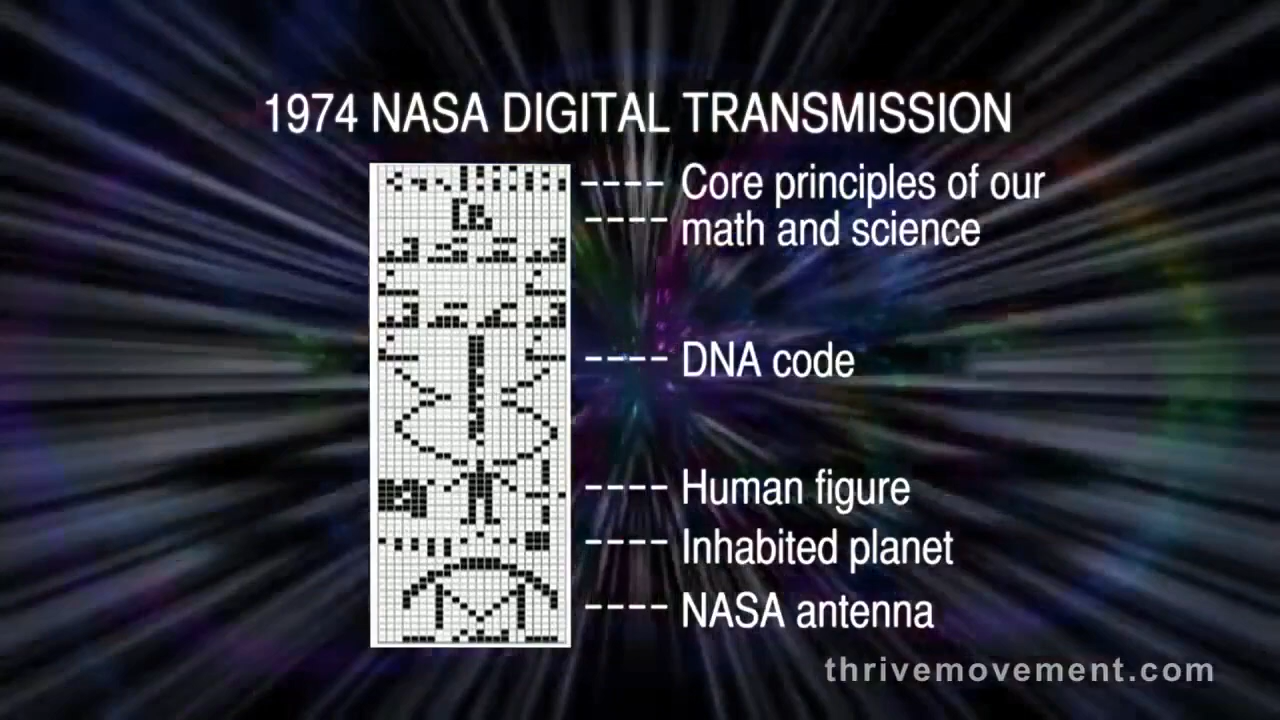 1974 NASA DIGITAL TRANSMISSION
Core principles of our
math and science
DNA code
Human figure
Inhabited planet
NASA antenna
thrivemovement.com